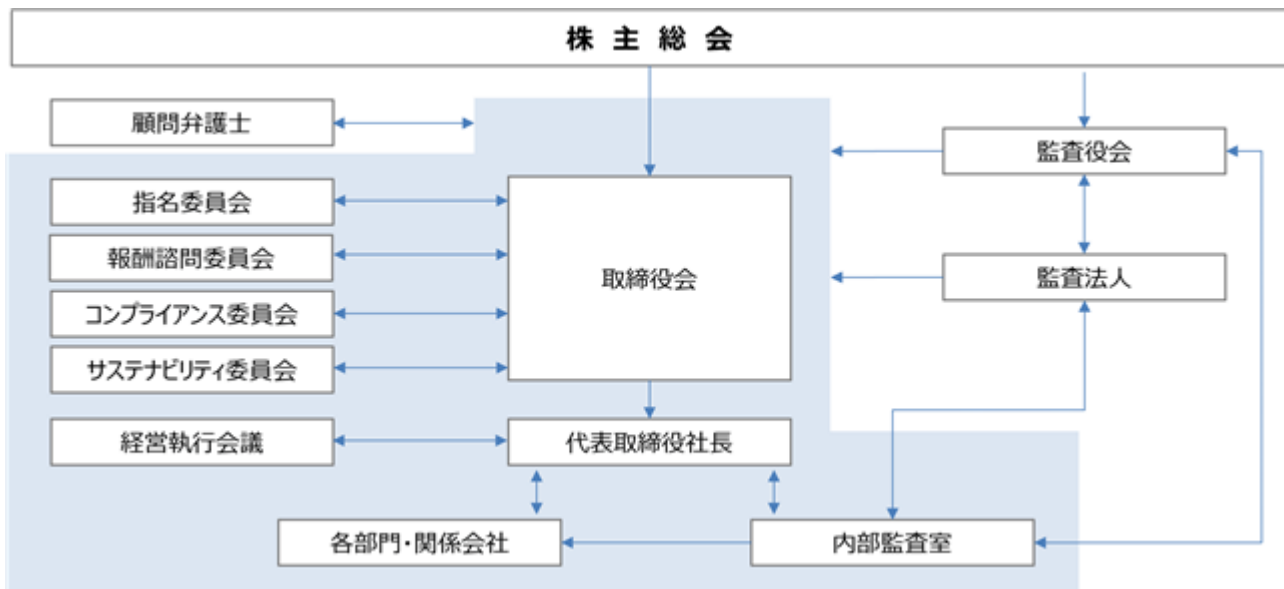 株 主 総 会
顧問弁護士
監査役会
指名委員会
報酬諮問委員会
取締役会
監査法人
コンプライアンス委員会
サステナビリティ委員会
経営執行会議
代表取締役社長
各部門・関係会社
内部監査室